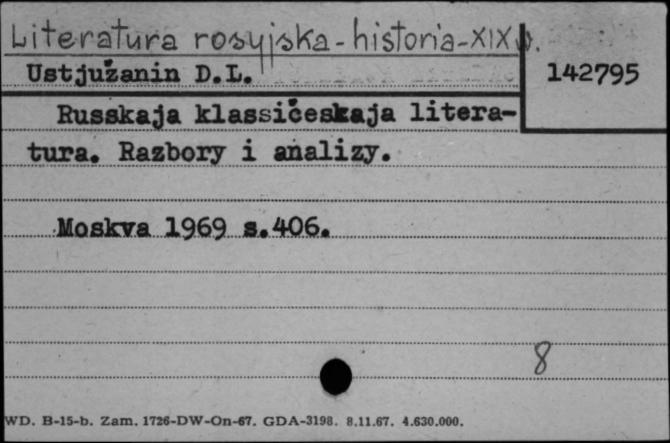 Literatura rosyjska - historia - XIX w.
Ustjužanin D.L.
142795
Russkaja klassičeskaja litera-
tura. Razbory i analizy.
Moskva 1969 s.406.
8
WD. B-15-b. Zam. 1726-DW-On-67. GDA-3198. 8.11.67. 4.630.000.